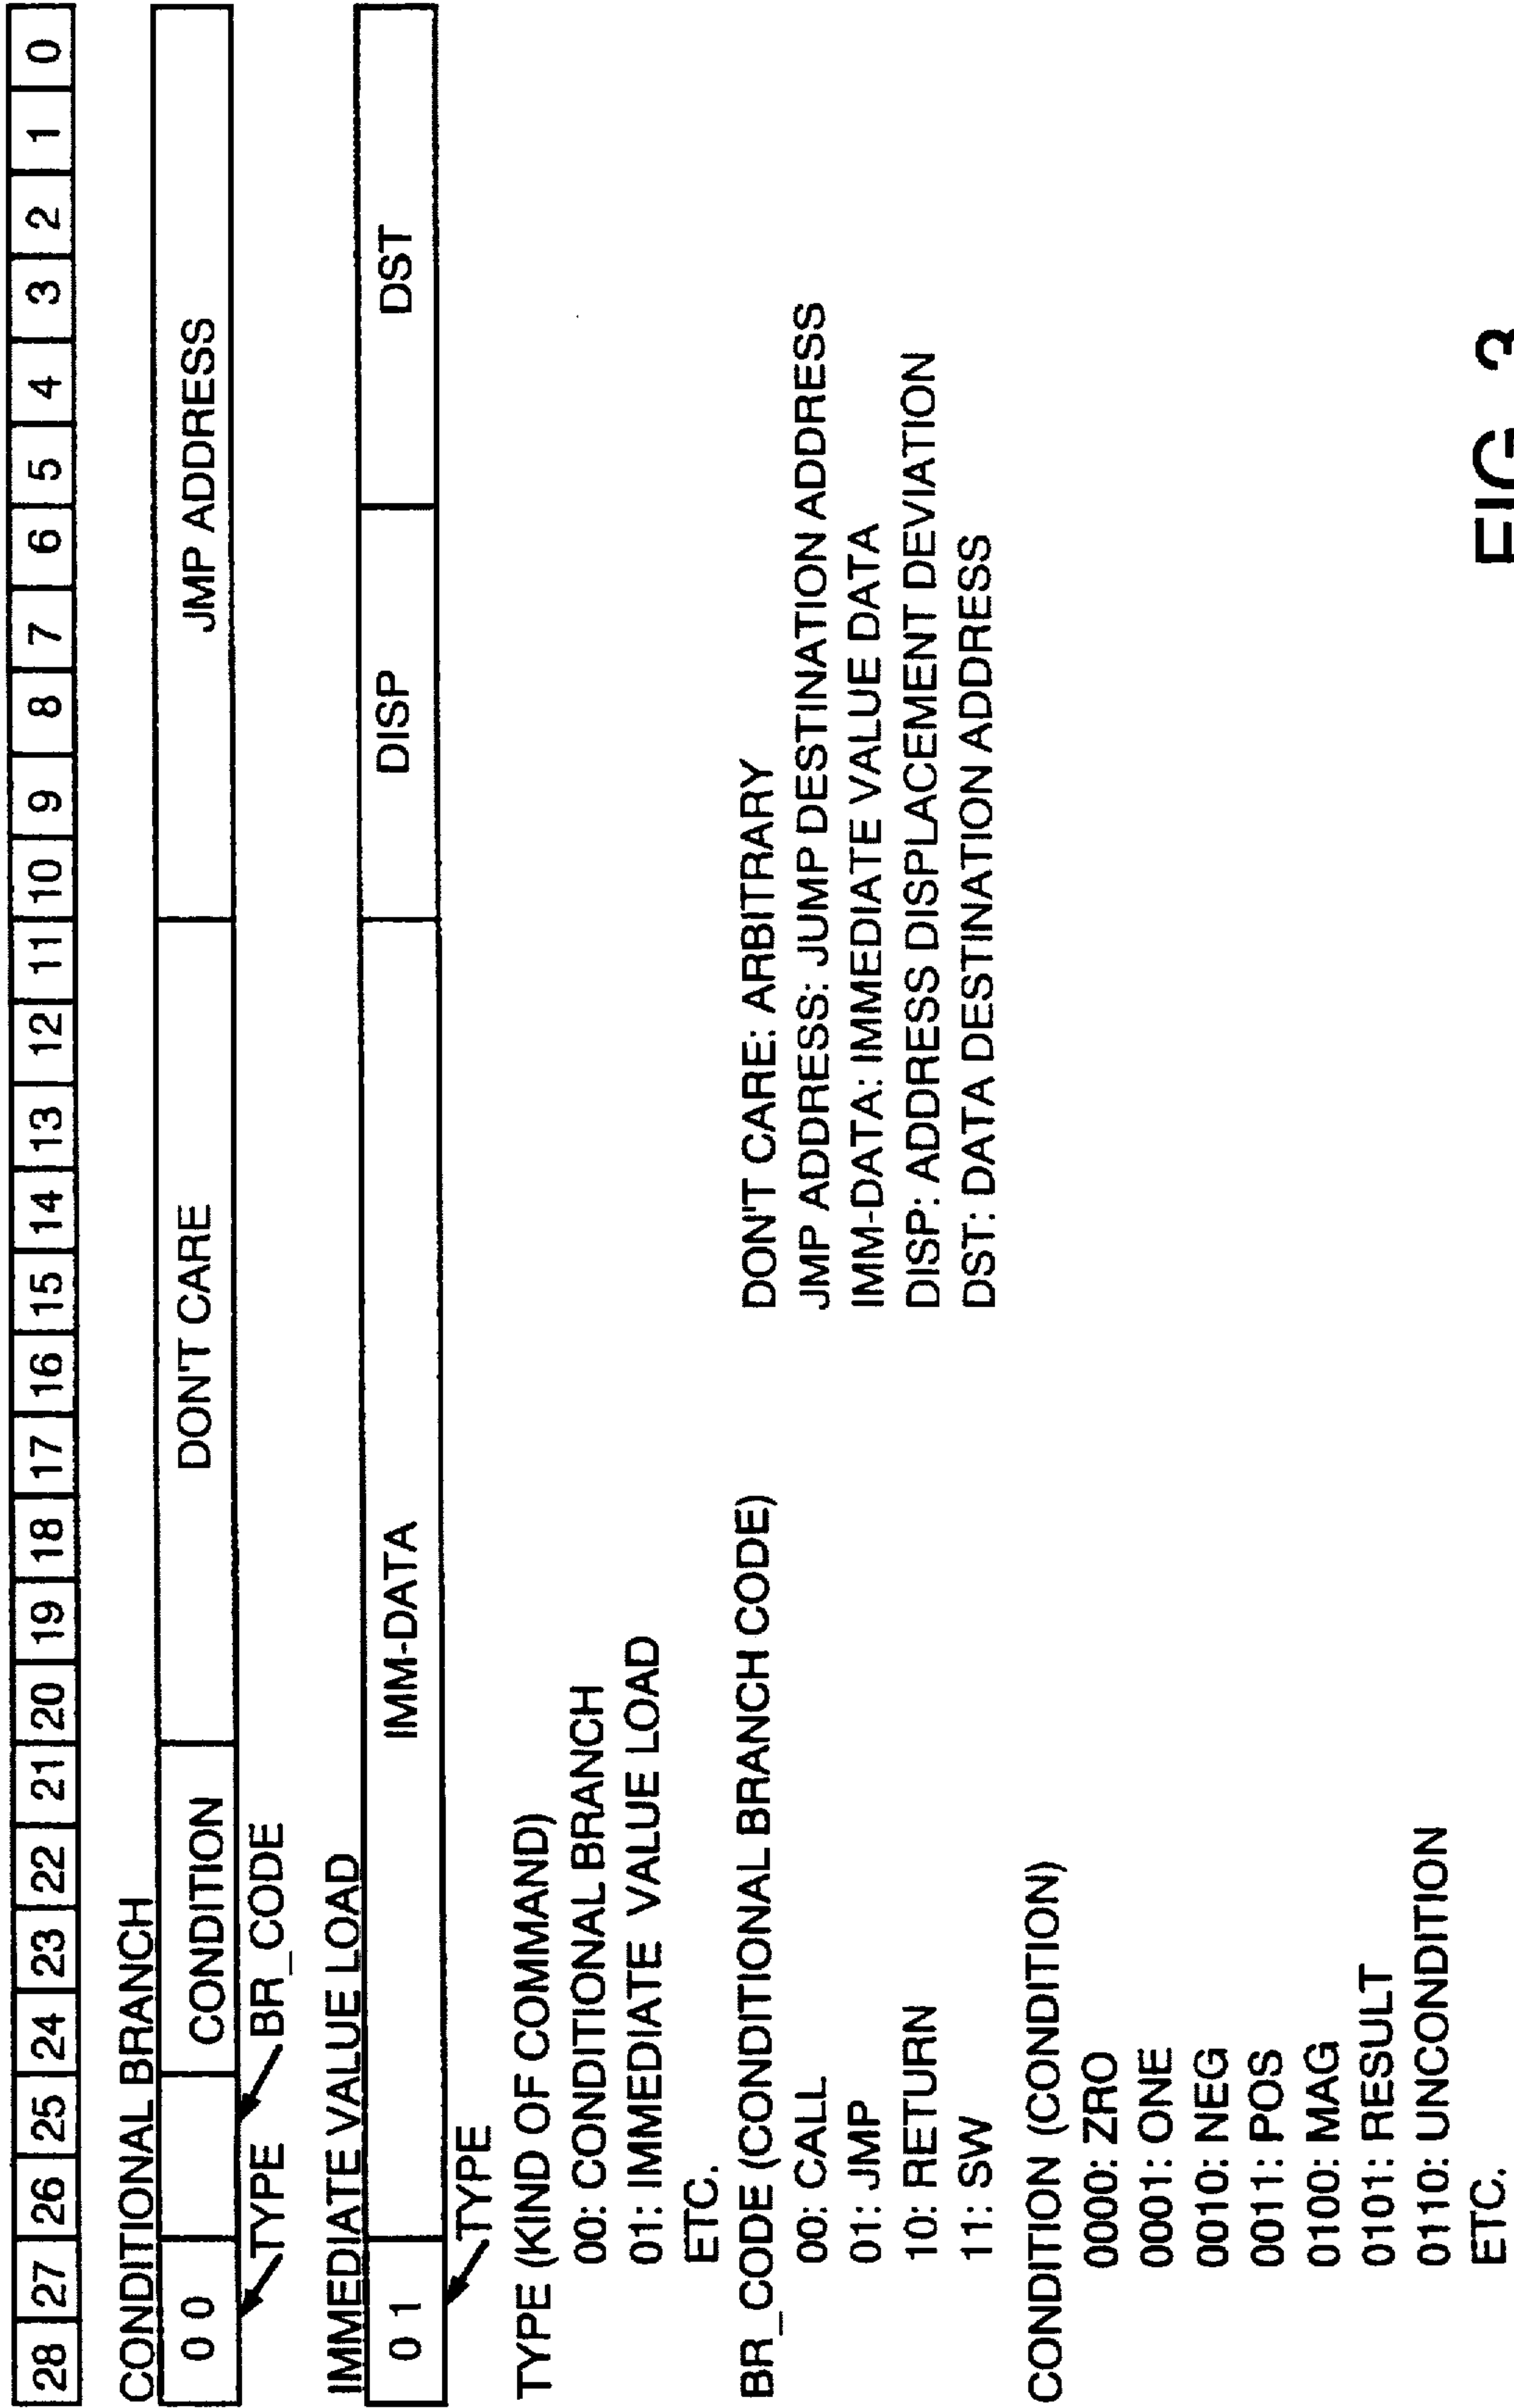 28 27 26 25 24 23 22 21 20 19 18 17 16 15 14 13 12 11 10 9 8 7 6 5 4 3 2 1 0
CONDITIONAL BRANCH
0 0 CONDITION DON'T CARE JMP ADDRESS
TYPE BR_CODE
IMMEDIATE VALUE LOAD
0 1 IMM-DATA DISP DST
TYPE
TYPE (KIND OF COMMAND)
00: CONDITIONAL BRANCH
01: IMMEDIATE VALUE LOAD
ETC.
BR_CODE (CONDITIONAL BRANCH CODE)
00: CALL
01: JMP
10: RETURN
11: SW
CONDITION (CONDITION)
0000: ZRO
0001: ONE
0010: NEG
0011: POS
0100: MAG
0101: RESULT
0110: UNCONDITION
ETC.
DON'T CARE: ARBITRARY
JMP ADDRESS: JUMP DESTINATION ADDRESS
IMM-DATA: IMMEDIATE VALUE DATA
DISP: ADDRESS DISPLACEMENT DEVIATION
DST: DATA DESTINATION ADDRESS
FIG. 3